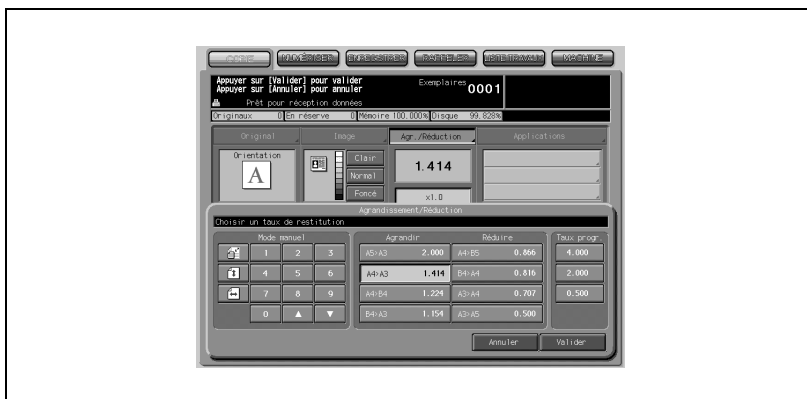 COPIE NUMÉRISER ENREGISTRER RAPPELER LISTE TRAVAUX MACHINE
Appuyer sur [Valider] pour valider
Appuyer sur [Annuler] pour annuler
Exemplaires 0001
Prêt pour réception données
Originaux 0 En réserve 0 Mémoire 100.000% Disque 99.828%
Original Image Agr./Réduction Applications
Orientation
A
Clair
Normal
Foncé
1.414
x1.0
Agrandissement/Réduction
Choisir un taux de restitution
Mode manuel Agrandir Réduire Taux progr.
1 2 3 A5>A3 2.000 A4>B5 0.866 4.000
4 5 6 A4>A3 1.414 B4>A4 0.816 2.000
7 8 9 A4>B4 1.224 A3>A4 0.707 0.500
0 ▲ ▼ B4>A3 1.154 A3>A5 0.500
Annuler Valider